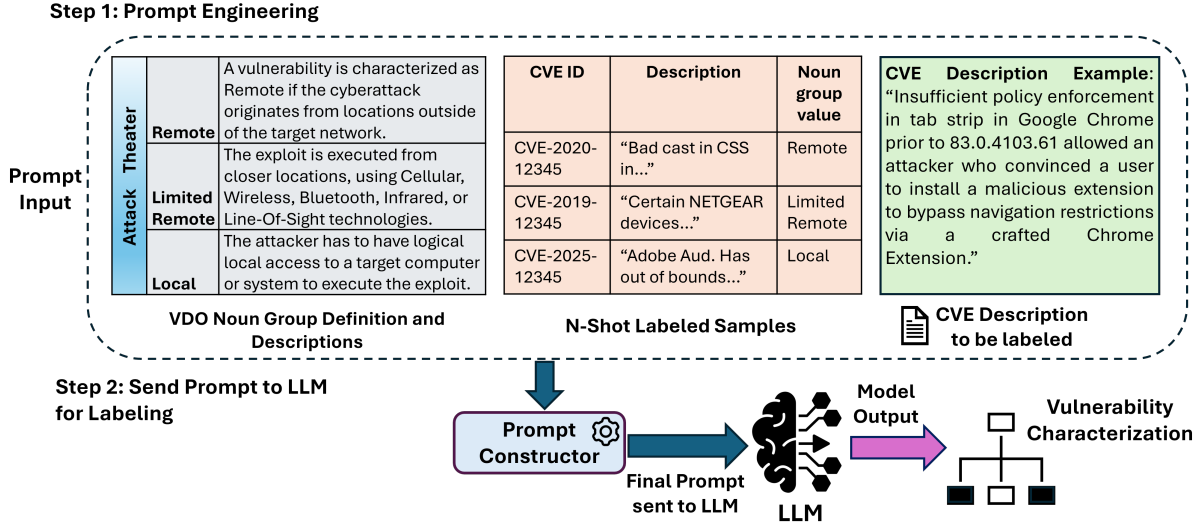 Step 1: Prompt Engineering
Prompt
Input
Attack Theater
Remote
A vulnerability is characterized as
Remote if the cyberattack
originates from locations outside
of the target network.
Limited
Remote
The exploit is executed from
closer locations, using Cellular,
Wireless, Bluetooth, Infrared, or
Line-Of-Sight technologies.
Local
The attacker has to have logical
local access to a target computer
or system to execute the exploit.
VDO Noun Group Definition and
Descriptions
CVE ID
Description
Noun
group
value
CVE-2020-
12345
“Bad cast in CSS
in...”
Remote
CVE-2019-
12345
“Certain NETGEAR
devices...”
Limited
Remote
CVE-2025-
12345
“Adobe Aud. Has
out of bounds...”
Local
N-Shot Labeled Samples
CVE Description Example:
“Insufficient policy enforcement
in tab strip in Google Chrome
prior to 83.0.4103.61 allowed an
attacker who convinced a user
to install a malicious extension
to bypass navigation restrictions
via a crafted Chrome
Extension.”
CVE Description
to be labeled
Step 2: Send Prompt to LLM
for Labeling
Prompt
Constructor
Final Prompt
sent to LLM
LLM
Model
Output
Vulnerability
Characterization